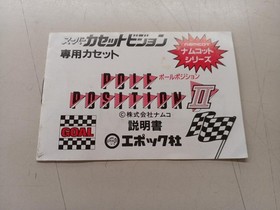 スーパーカセットビジョン
専用カセット
ナムコット
シリーズ
POLE
ポールポジション
POSITION II
©株式会社ナムコ
GOAL
説明書
エポック社